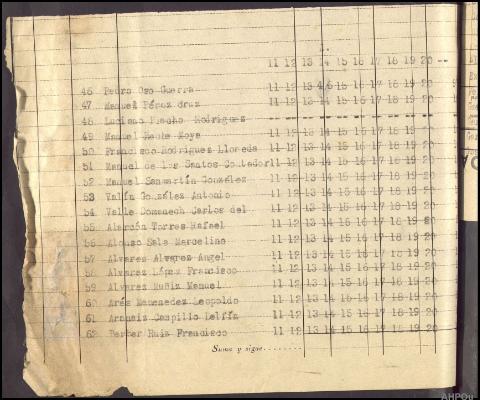 11 12 13 14 15 16 17 18 19 20 --
46 Pedro Oso Guerra 11 12 13 14 15 16 17 18 19 20
47 Manuel Pérez Cruz 11 12 13 14 15 16 17 18 19 20
48 Luciano Rodriguez
49 Manuel Moya 11 12 13 14 15 16 17 18 19 20
50 Francisco Rodriguez Lloreda 11 12 13 14 15 16 17 18 19 20
51 Manuel de los Santos Contador 11 12 13 14 15 16 17 18 19 20
52 Manuel Sanmartín González 11 12 13 14 15 16 17 18 19 20
53 Valín González Antonio 11 12 13 14 15 16 17 18 19 20
54 Valle Domenech Carlos del 11 12 13 14 15 16 17 18 19 20
55 Alarcón Torres Rafael 11 12 13 14 15 16 17 18 19 20
56 Alonso Sala Marcelino 11 12 13 14 15 16 17 18 19 20
57 Alvarez Alvarez Angel 11 12 13 14 15 16 17 18 19 20
58 Alvarez López Francisco 11 12 13 14 15 16 17 18 19 20
59 Alvarez Muñiz Manuel 11 12 13 14 15 16 17 18 19 20
60 Arés Menendez Leopoldo 11 12 13 14 15 16 17 18 19 20
61 Arnaiz Campillo Delfín 11 12 13 14 15 16 17 18 19 20
62 Berber Ruiz Francisco 11 12 13 14 15 16 17 18 19 20
Suma y sigue........
AHPOu